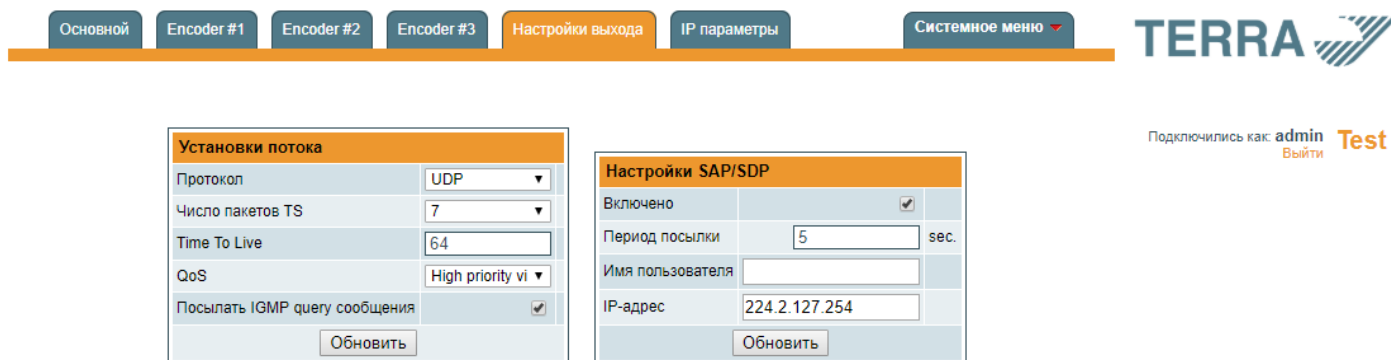 Основной Encoder #1 Encoder #2 Encoder #3 Настройки выхода IP параметры Системное меню
TERRA
Подключились как: admin Test
Выйти
Установки потока
Протокол UDP
Число пакетов TS 7
Time To Live 64
QoS High priority vi
Посылать IGMP query сообщения
Обновить
Настройки SAP/SDP
Включено
Период посылки 5 sec.
Имя пользователя
IP-адрес 224.2.127.254
Обновить